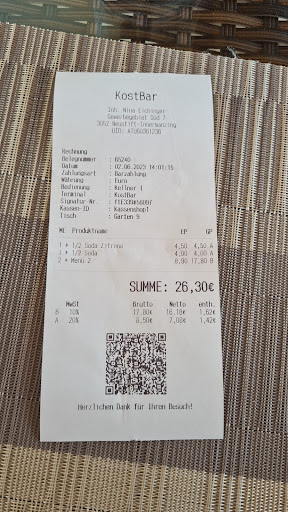 KostBar
Inh. Nina Eichinger
Gewerbegebiet Süd 7
3052 Neustift-Innermanzing
UID: ATU60361236
Rechnung
Belegnummer : 65240
Datum : 02.06.2025 14:01:15
Zahlungsart : Barzahlung
Währung : Euro
Bedienung : Kellner 1
Terminal : KostBar
Signatur-Nr. :
Kassen-ID : Kassenshop1
Tisch : Garten 9
ME Produktname EP GP
1 * 1/2 Soda Zitrone 4,50 4,50 A
1 * 1/2 Soda 4,00 4,00 A
2 * Menü 2 8,90 17,80 B
SUMME: 26,30€
MwSt Brutto Netto enth.
B 10% 17,80€ 16,18€ 1,62€
A 20% 8,50€ 7,08€ 1,42€
Herzlichen Dank für Ihren Besuch!